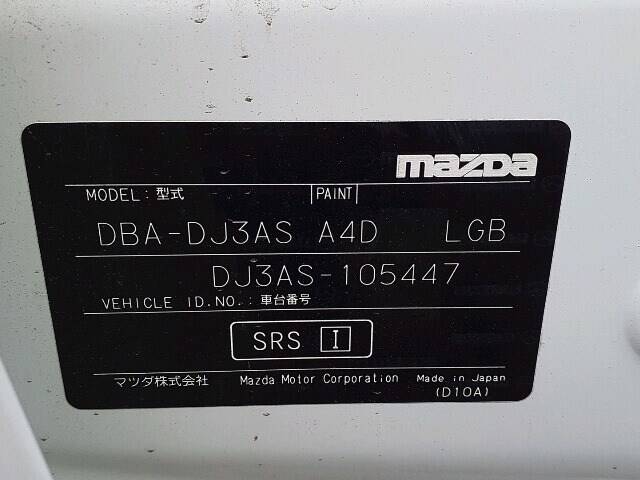 mazda
MODEL: 型式 PAINT
DBA-DJ3AS A4D LGB
DJ3AS-105447
VEHICLE ID.NO.: 車台番号
SRS I
マツダ株式会社 Mazda Motor Corporation Made in Japan
(D10A)